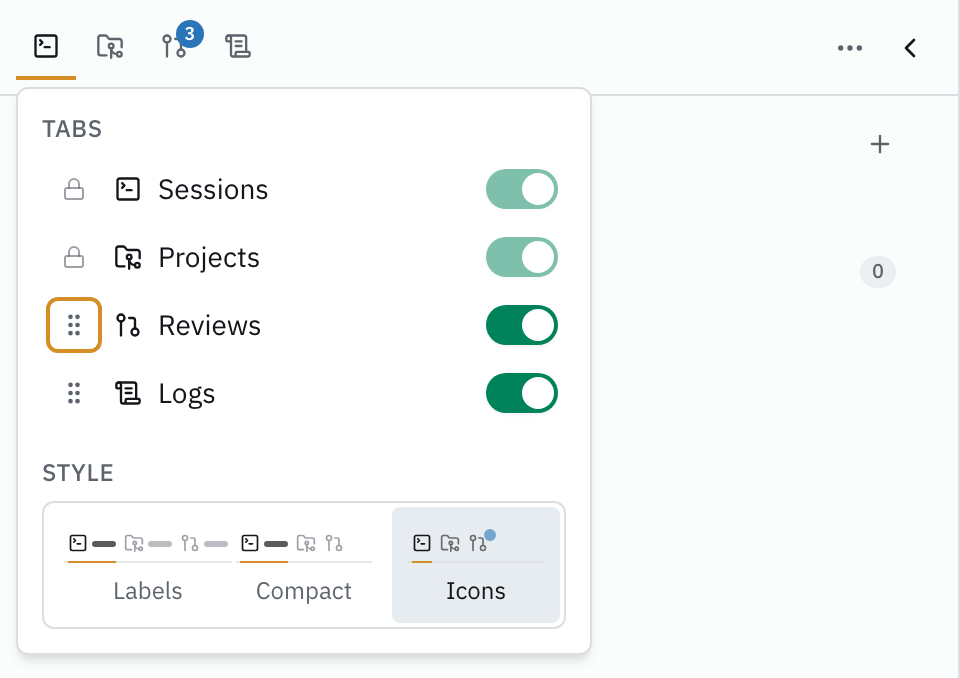 3
TABS
Sessions
Projects
0
Reviews
Logs
STYLE
Labels
Compact
Icons